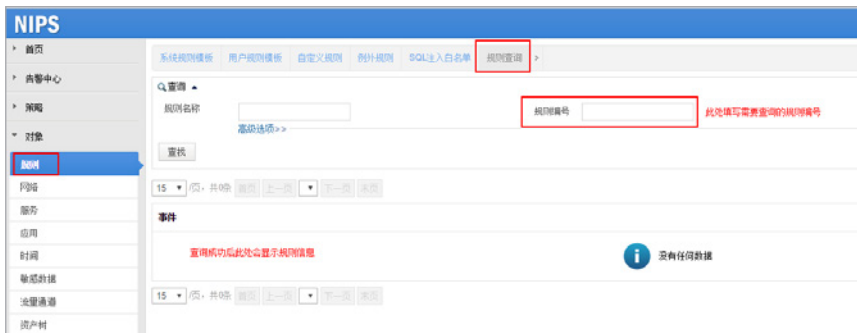 NIPS
首页
告警中心
策略
对象
规则
网络
服务
应用
时间
敏感数据
流量通道
资产树
系统规则模板 用户规则模板 自定义规则 例外规则 SQL注入白名单 规则查询 >
查询
规则名称 规则编号 此处填写需要查询的规则编号
高级选项>>
查找
15 /页，共0条 首页 上一页 下一页 末页
事件
查询成功后此处会显示规则信息 没有任何数据
15 /页，共0条 首页 上一页 下一页 末页